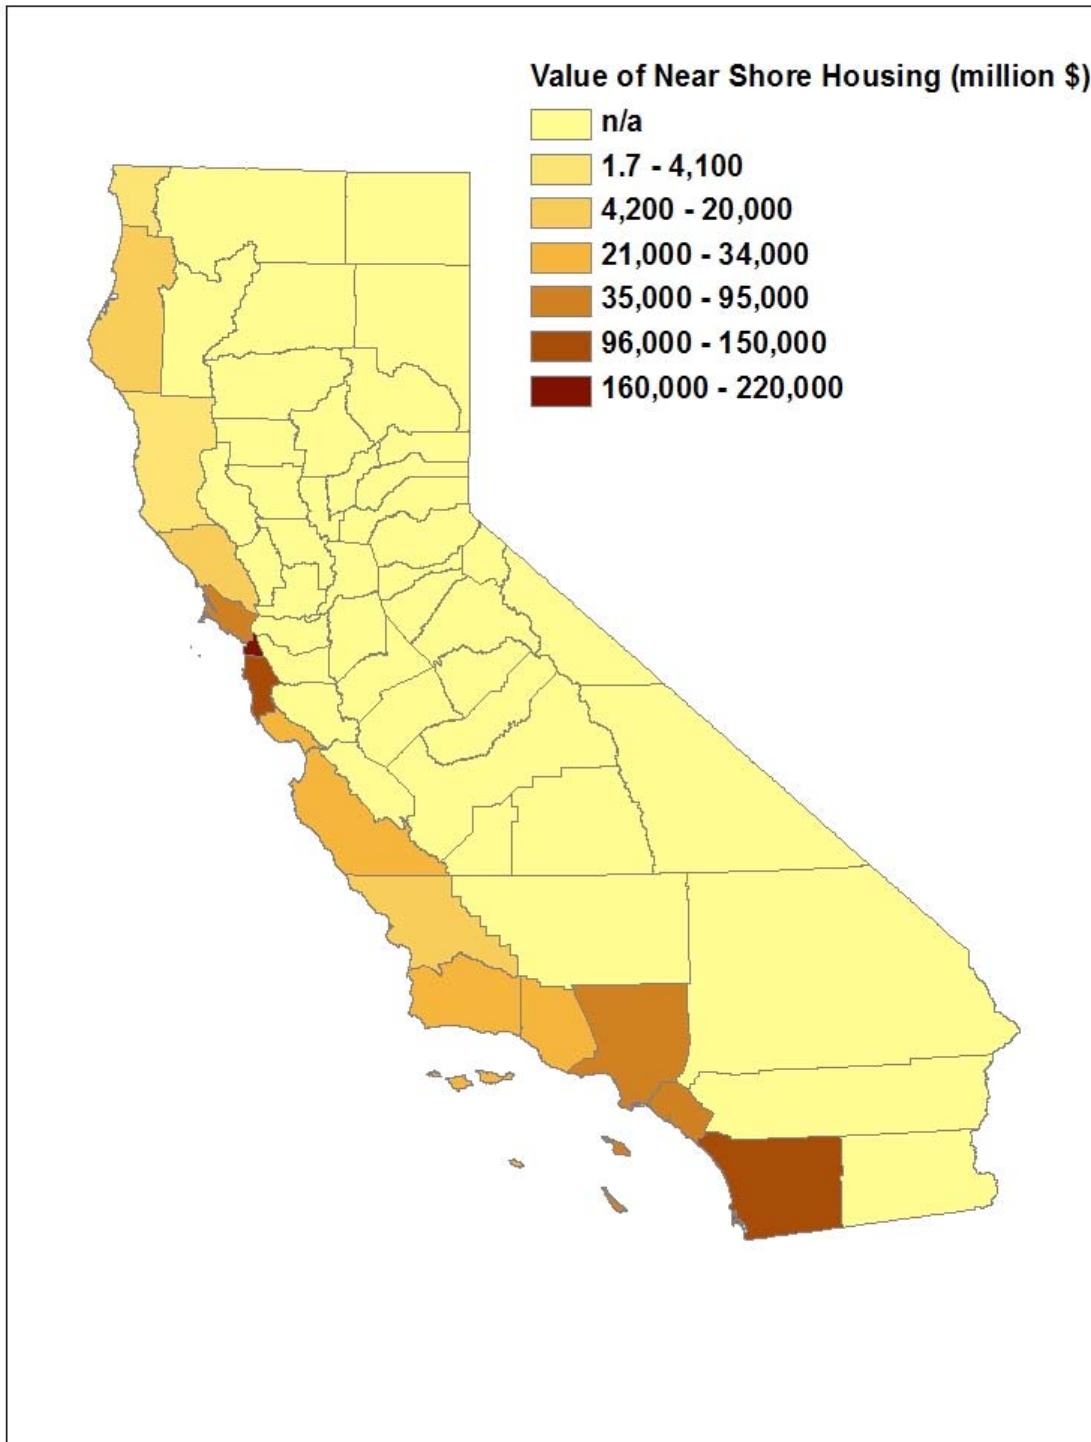 Value of Near Shore Housing (million $)
n/a
1.7 - 4,100
4,200 - 20,000
21,000 - 34,000
35,000 - 95,000
96,000 - 150,000
160,000 - 220,000